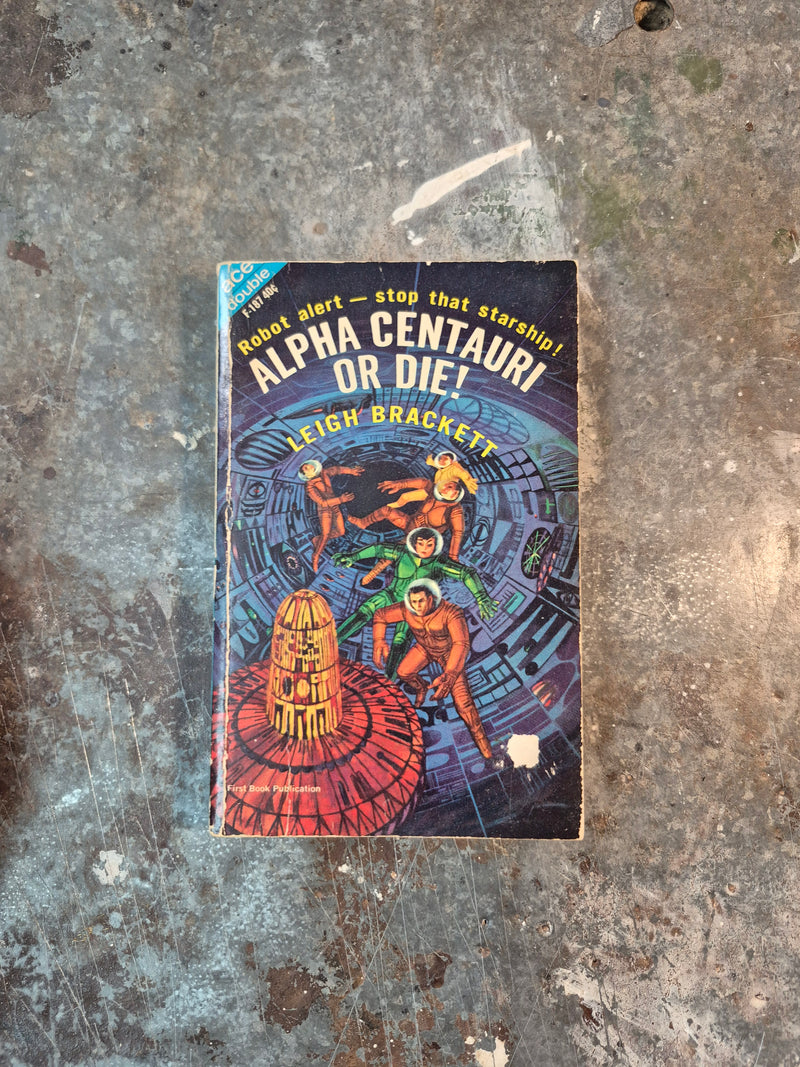 ace
double
F-187 40¢
Robot alert — stop that starship!
ALPHA CENTAURI
OR DIE!
LEIGH BRACKETT
First Book Publication